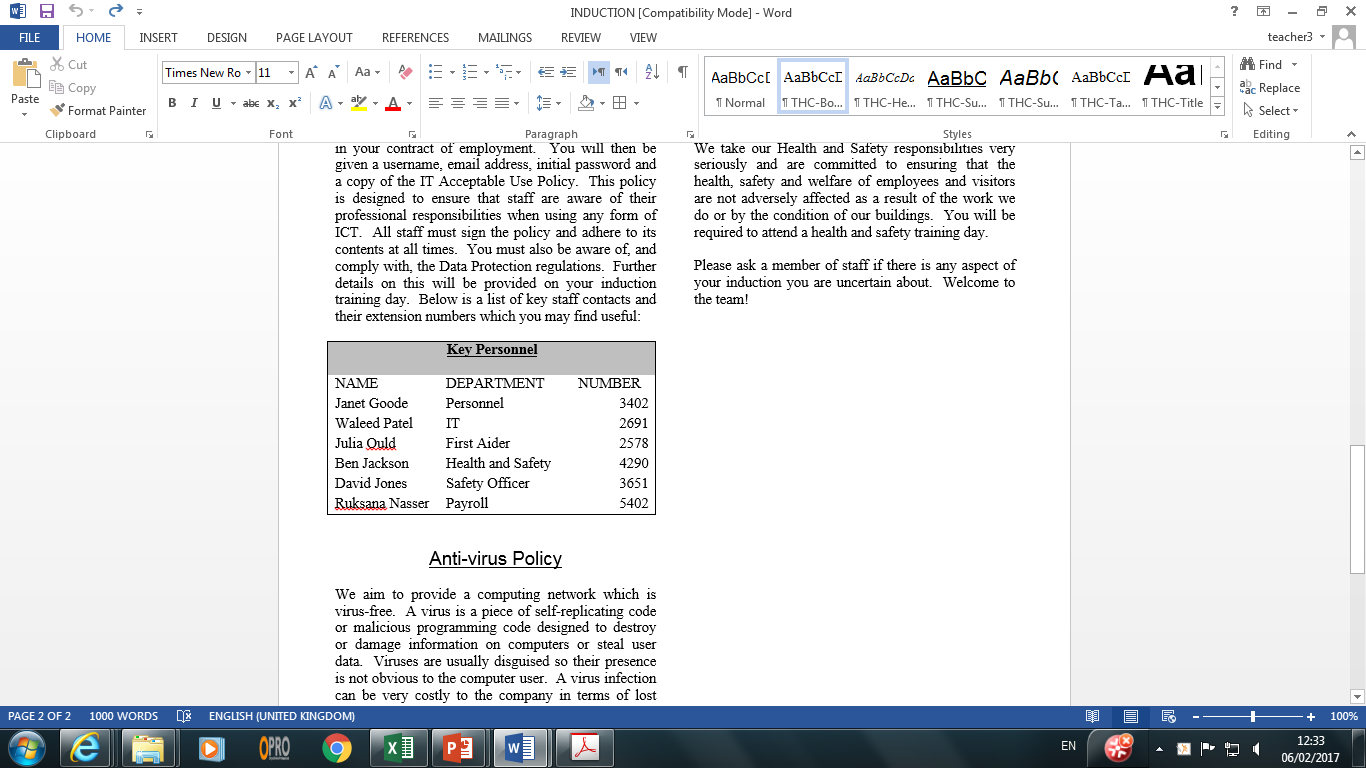 INDUCTION [Compatibility Mode] - Word
FILE HOME INSERT DESIGN PAGE LAYOUT REFERENCES MAILINGS REVIEW VIEW
teacher3
Paste
Cut
Copy
Format Painter
Clipboard
Times New Ro 11
Font
Paragraph
AaBbCcI AaBbCcE AaBbCcDc AaBbC AaBb( AaBbCcE Aa
¶ Normal ¶ THC-Bo... ¶ THC-He... ¶ THC-Su... ¶ THC-Su... ¶ THC-Ta... ¶ THC-Title
Styles
Find
Replace
Select
Editing
in your contract of employment. You will then be
given a username, email address, initial password and
a copy of the IT Acceptable Use Policy. This policy
is designed to ensure that staff are aware of their
professional responsibilities when using any form of
ICT. All staff must sign the policy and adhere to its
contents at all times. You must also be aware of, and
comply with, the Data Protection regulations. Further
details on this will be provided on your induction
training day. Below is a list of key staff contacts and
their extension numbers which you may find useful:
Key Personnel
NAME DEPARTMENT NUMBER
Janet Goode Personnel 3402
Waleed Patel IT 2691
Julia Ould First Aider 2578
Ben Jackson Health and Safety 4290
David Jones Safety Officer 3651
Ruksana Nasser Payroll 5402
Anti-virus Policy
We aim to provide a computing network which is
virus-free. A virus is a piece of self-replicating code
or malicious programming code designed to destroy
or damage information on computers or steal user
data. Viruses are usually disguised so their presence
is not obvious to the computer user. A virus infection
can be very costly to the company in terms of lost
We take our Health and Safety responsibilities very
seriously and are committed to ensuring that the
health, safety and welfare of employees and visitors
are not adversely affected as a result of the work we
do or by the condition of our buildings. You will be
required to attend a health and safety training day.
Please ask a member of staff if there is any aspect of
your induction you are uncertain about. Welcome to
the team!
PAGE 2 OF 2 1000 WORDS ENGLISH (UNITED KINGDOM)
100%
OPRO
EN
12:33
06/02/2017